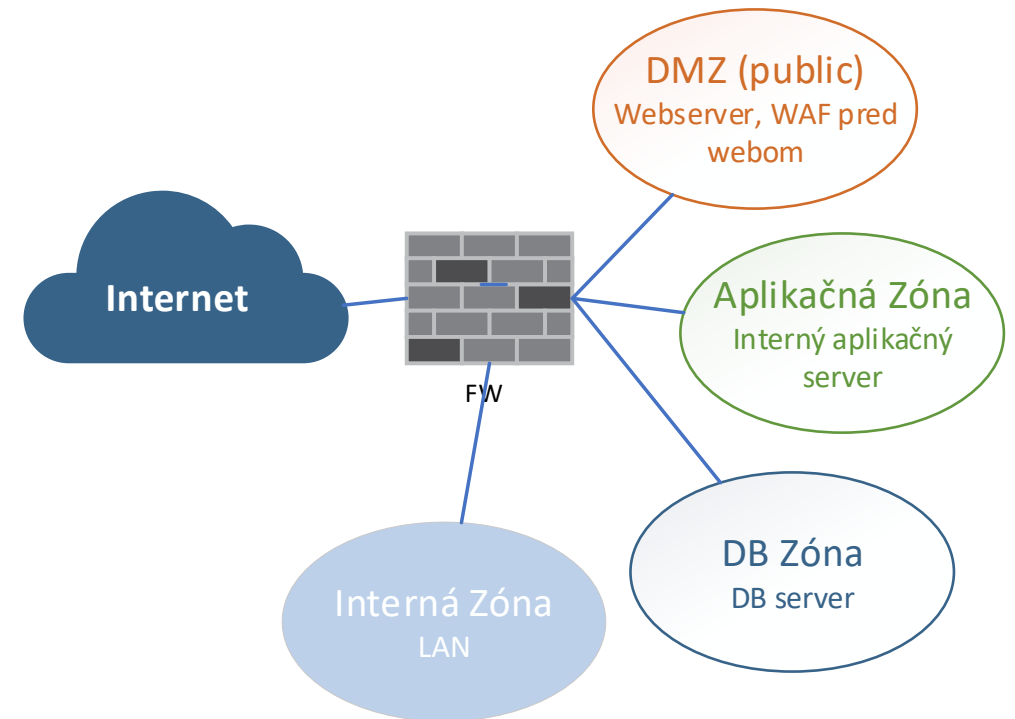 DMZ (public)
Webserver, WAF pred
webom
Internet
Aplikačná Zóna
Interný aplikačný
server
FW
DB Zóna
DB server
Interná Zóna
LAN